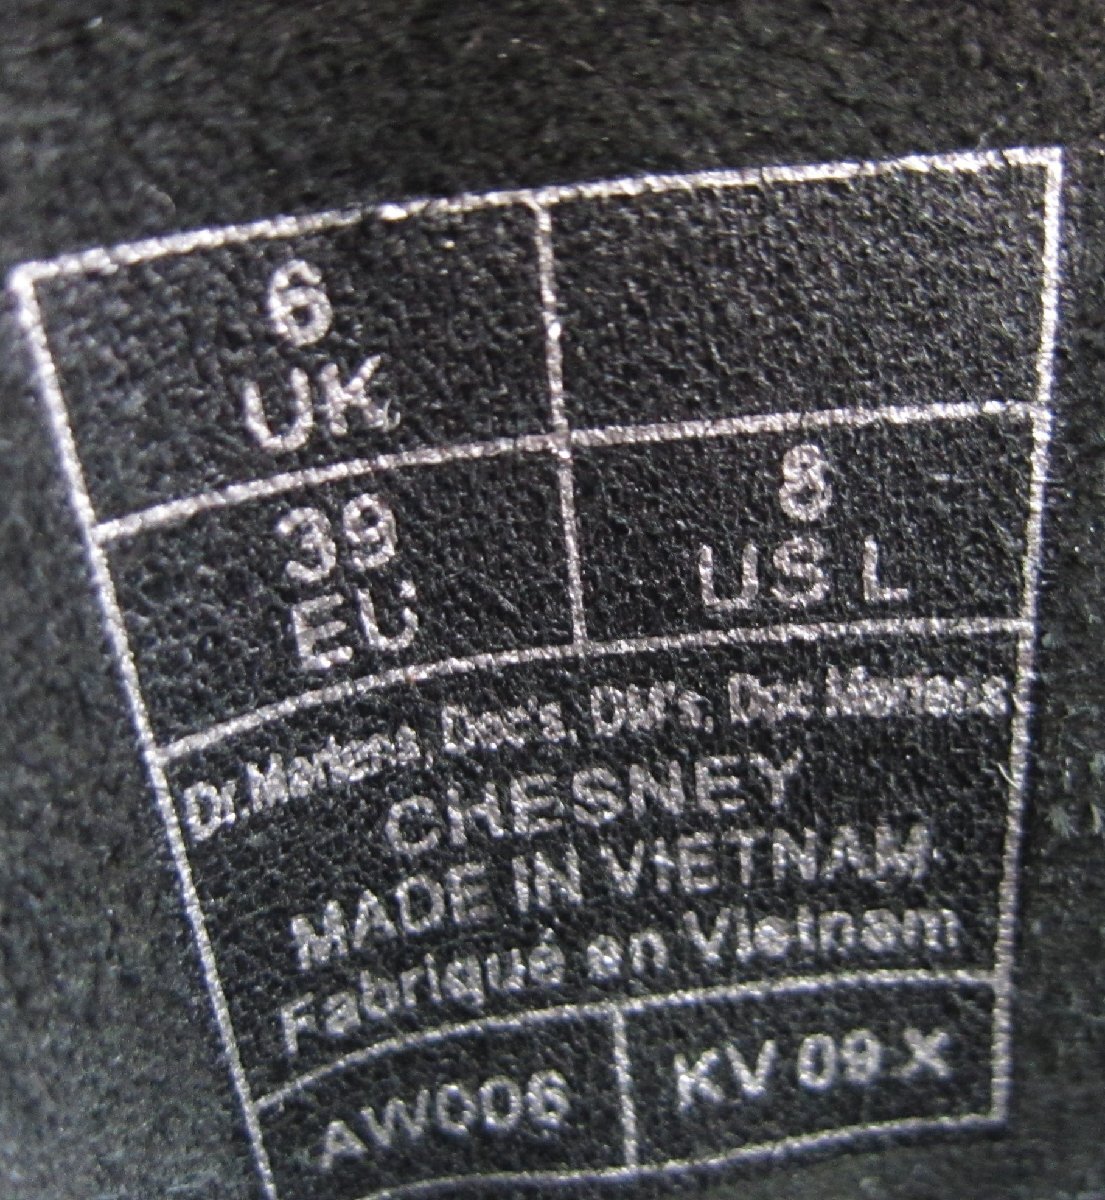 6
UK
39
EU
8
US L
Dr. Martens, Doc's, DM's, Doc Martens
CHESNEY
MADE IN VIETNAM
Fabriqué en Vietnam
AW006
KV 09 X